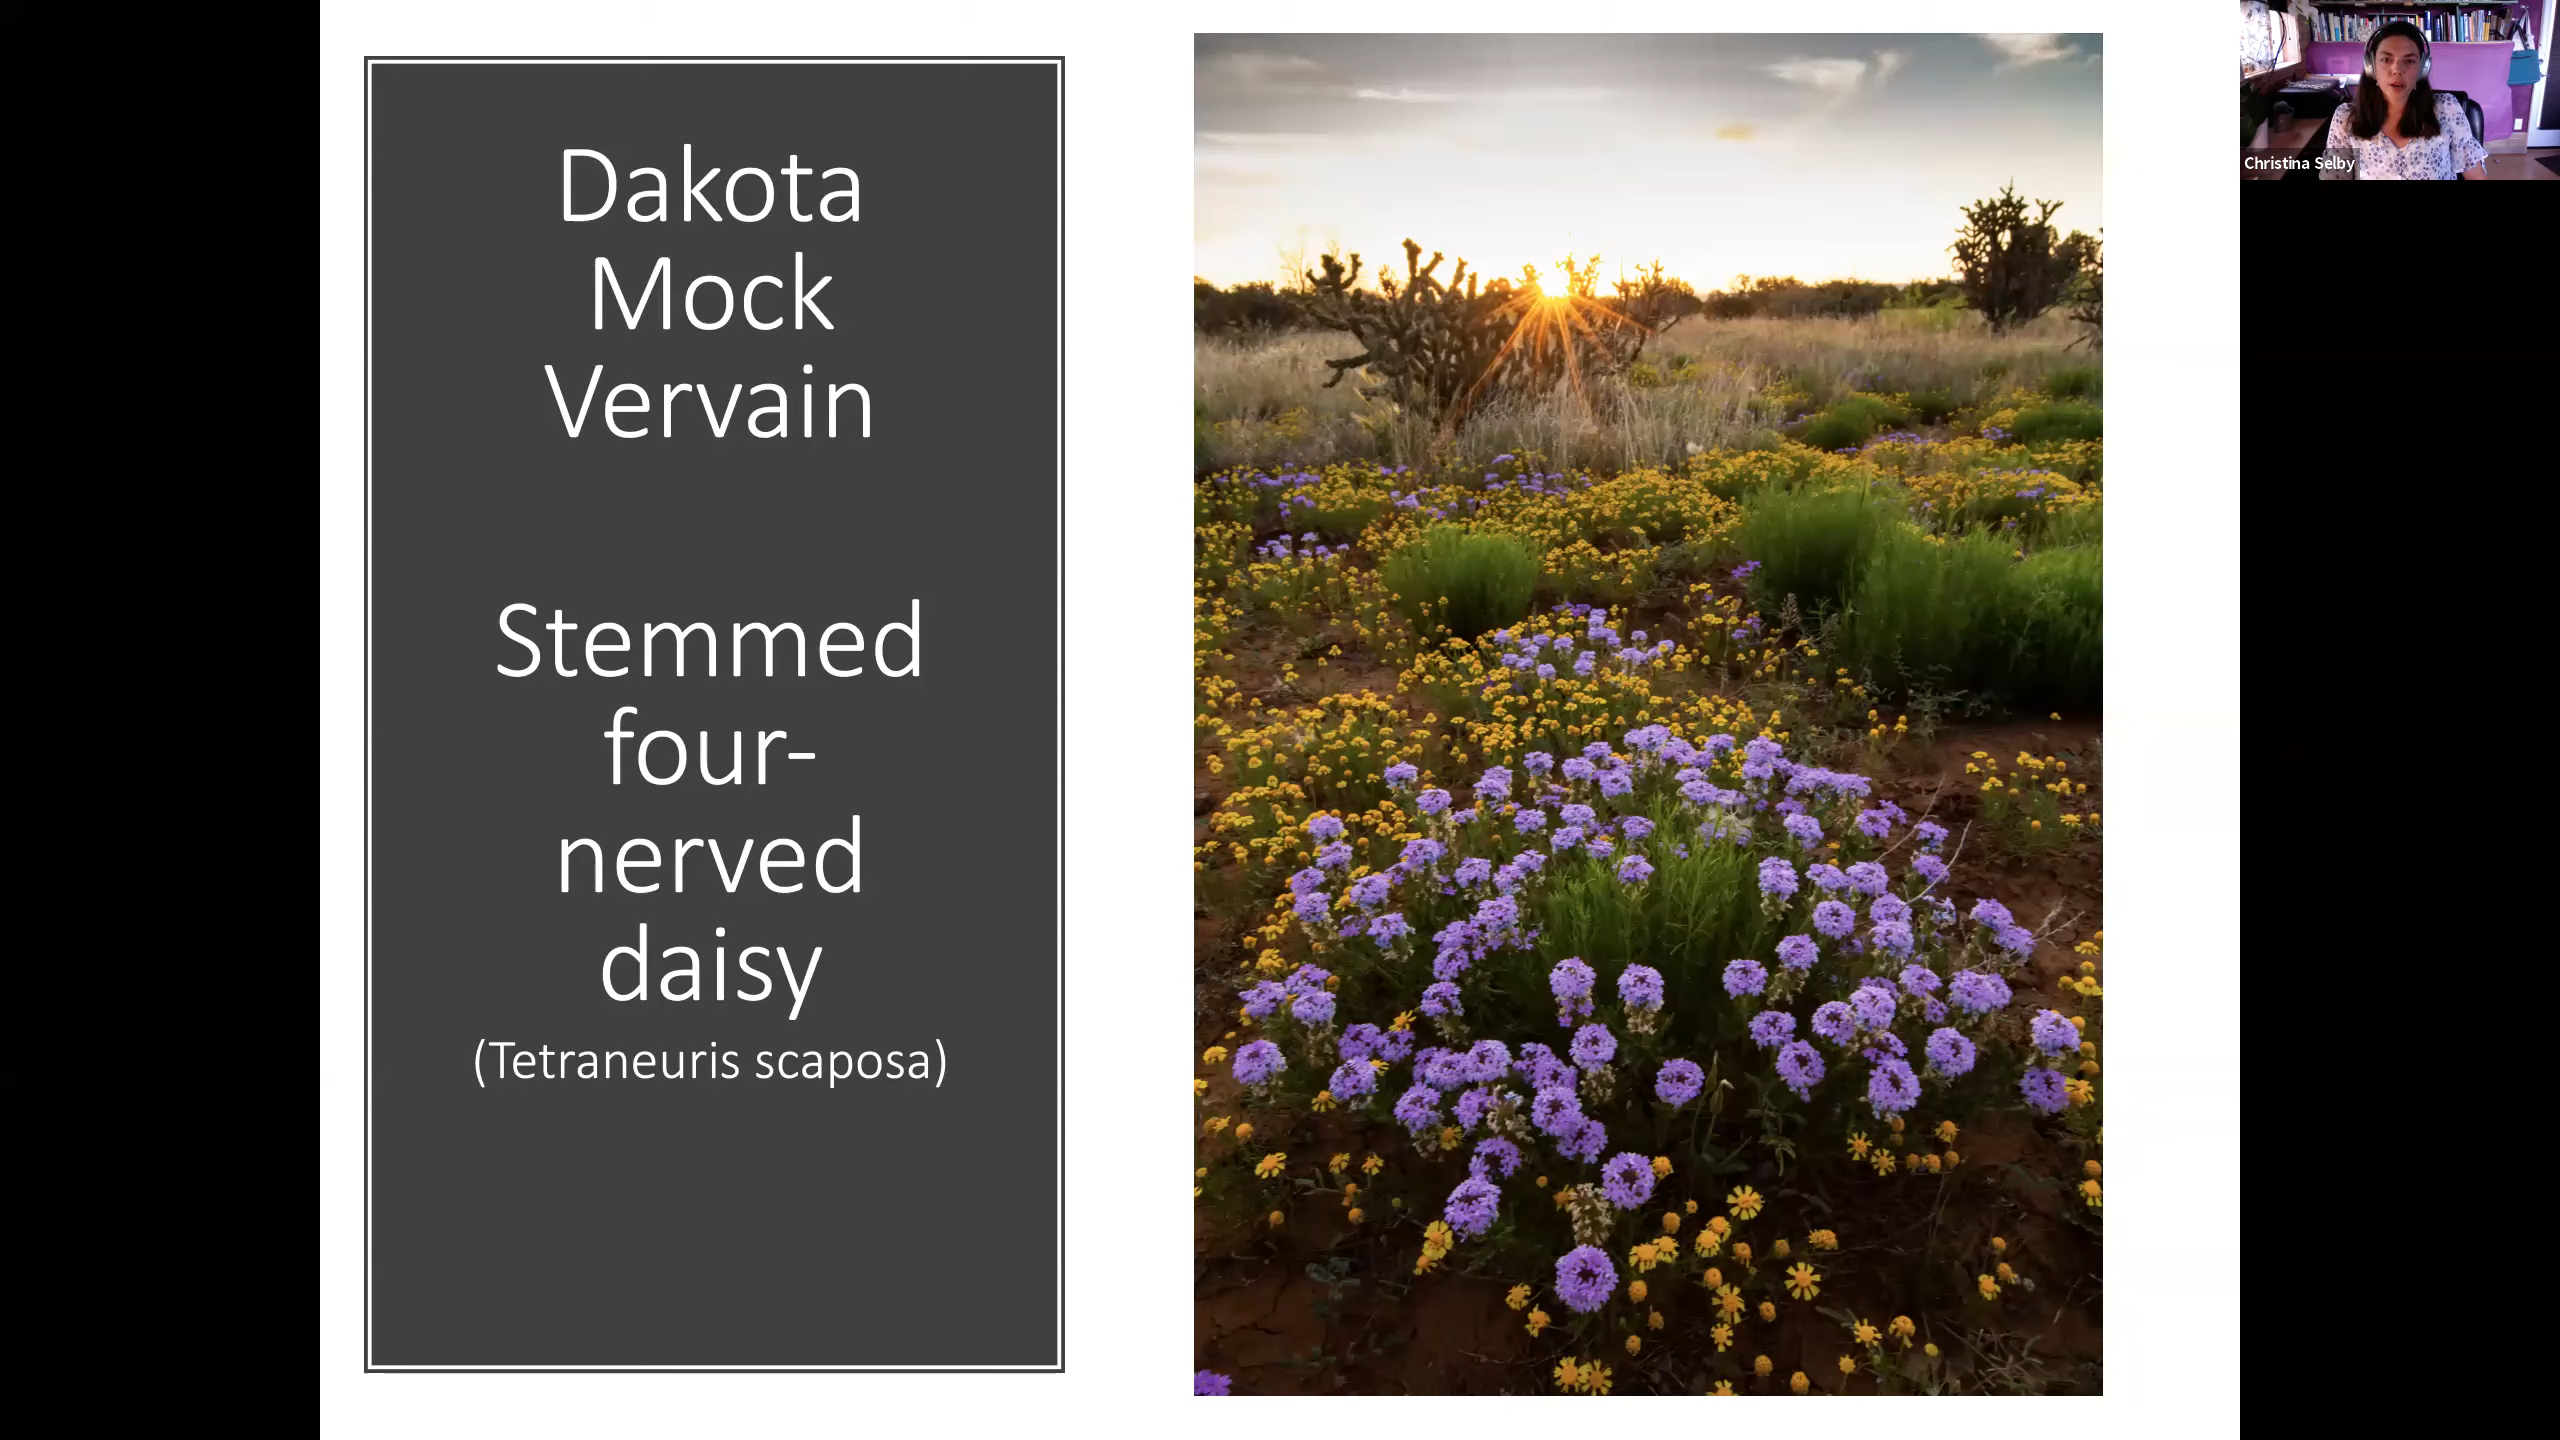 Dakota
Mock
Vervain
Stemmed
four-
nerved
daisy
(Tetraneuris scaposa)
Christina Selby